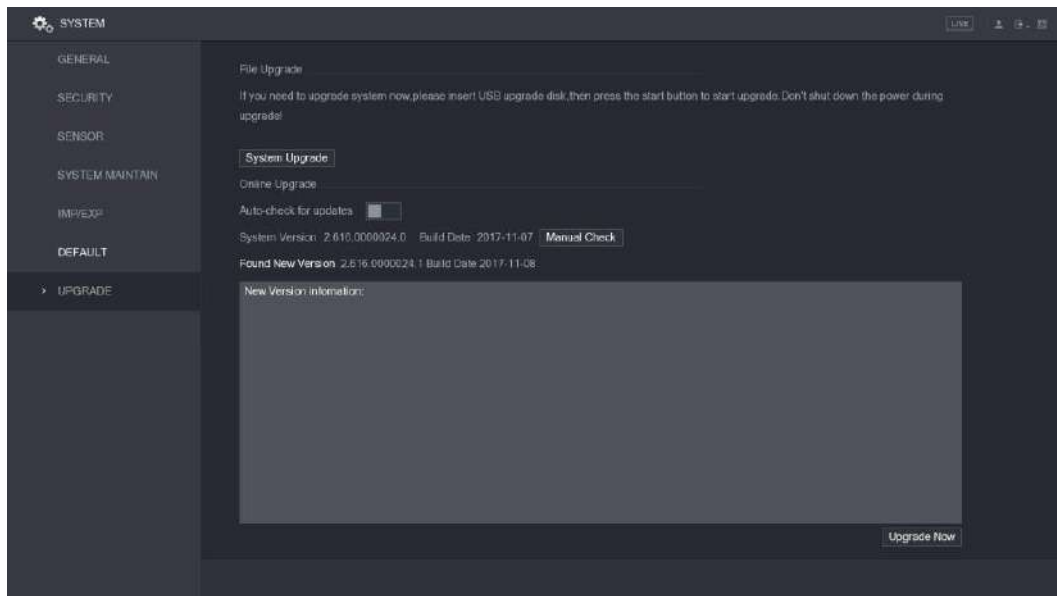 SYSTEM
LIVE
GENERAL
SECURITY
SENSOR
SYSTEM MAINTAIN
IMP/EXP
DEFAULT
UPGRADE
File Upgrade
If you need to upgrade system now,please insert USB upgrade disk,then press the start button to start upgrade.Don't shut down the power during
upgrade!
System Upgrade
Online Upgrade
Auto-check for updates
System Version 2.616.0000024.0 Build Date 2017-11-07 Manual Check
Found New Version 2.616.0000024.1 Build Date 2017-11-08
New Version Infomation:
Upgrade Now